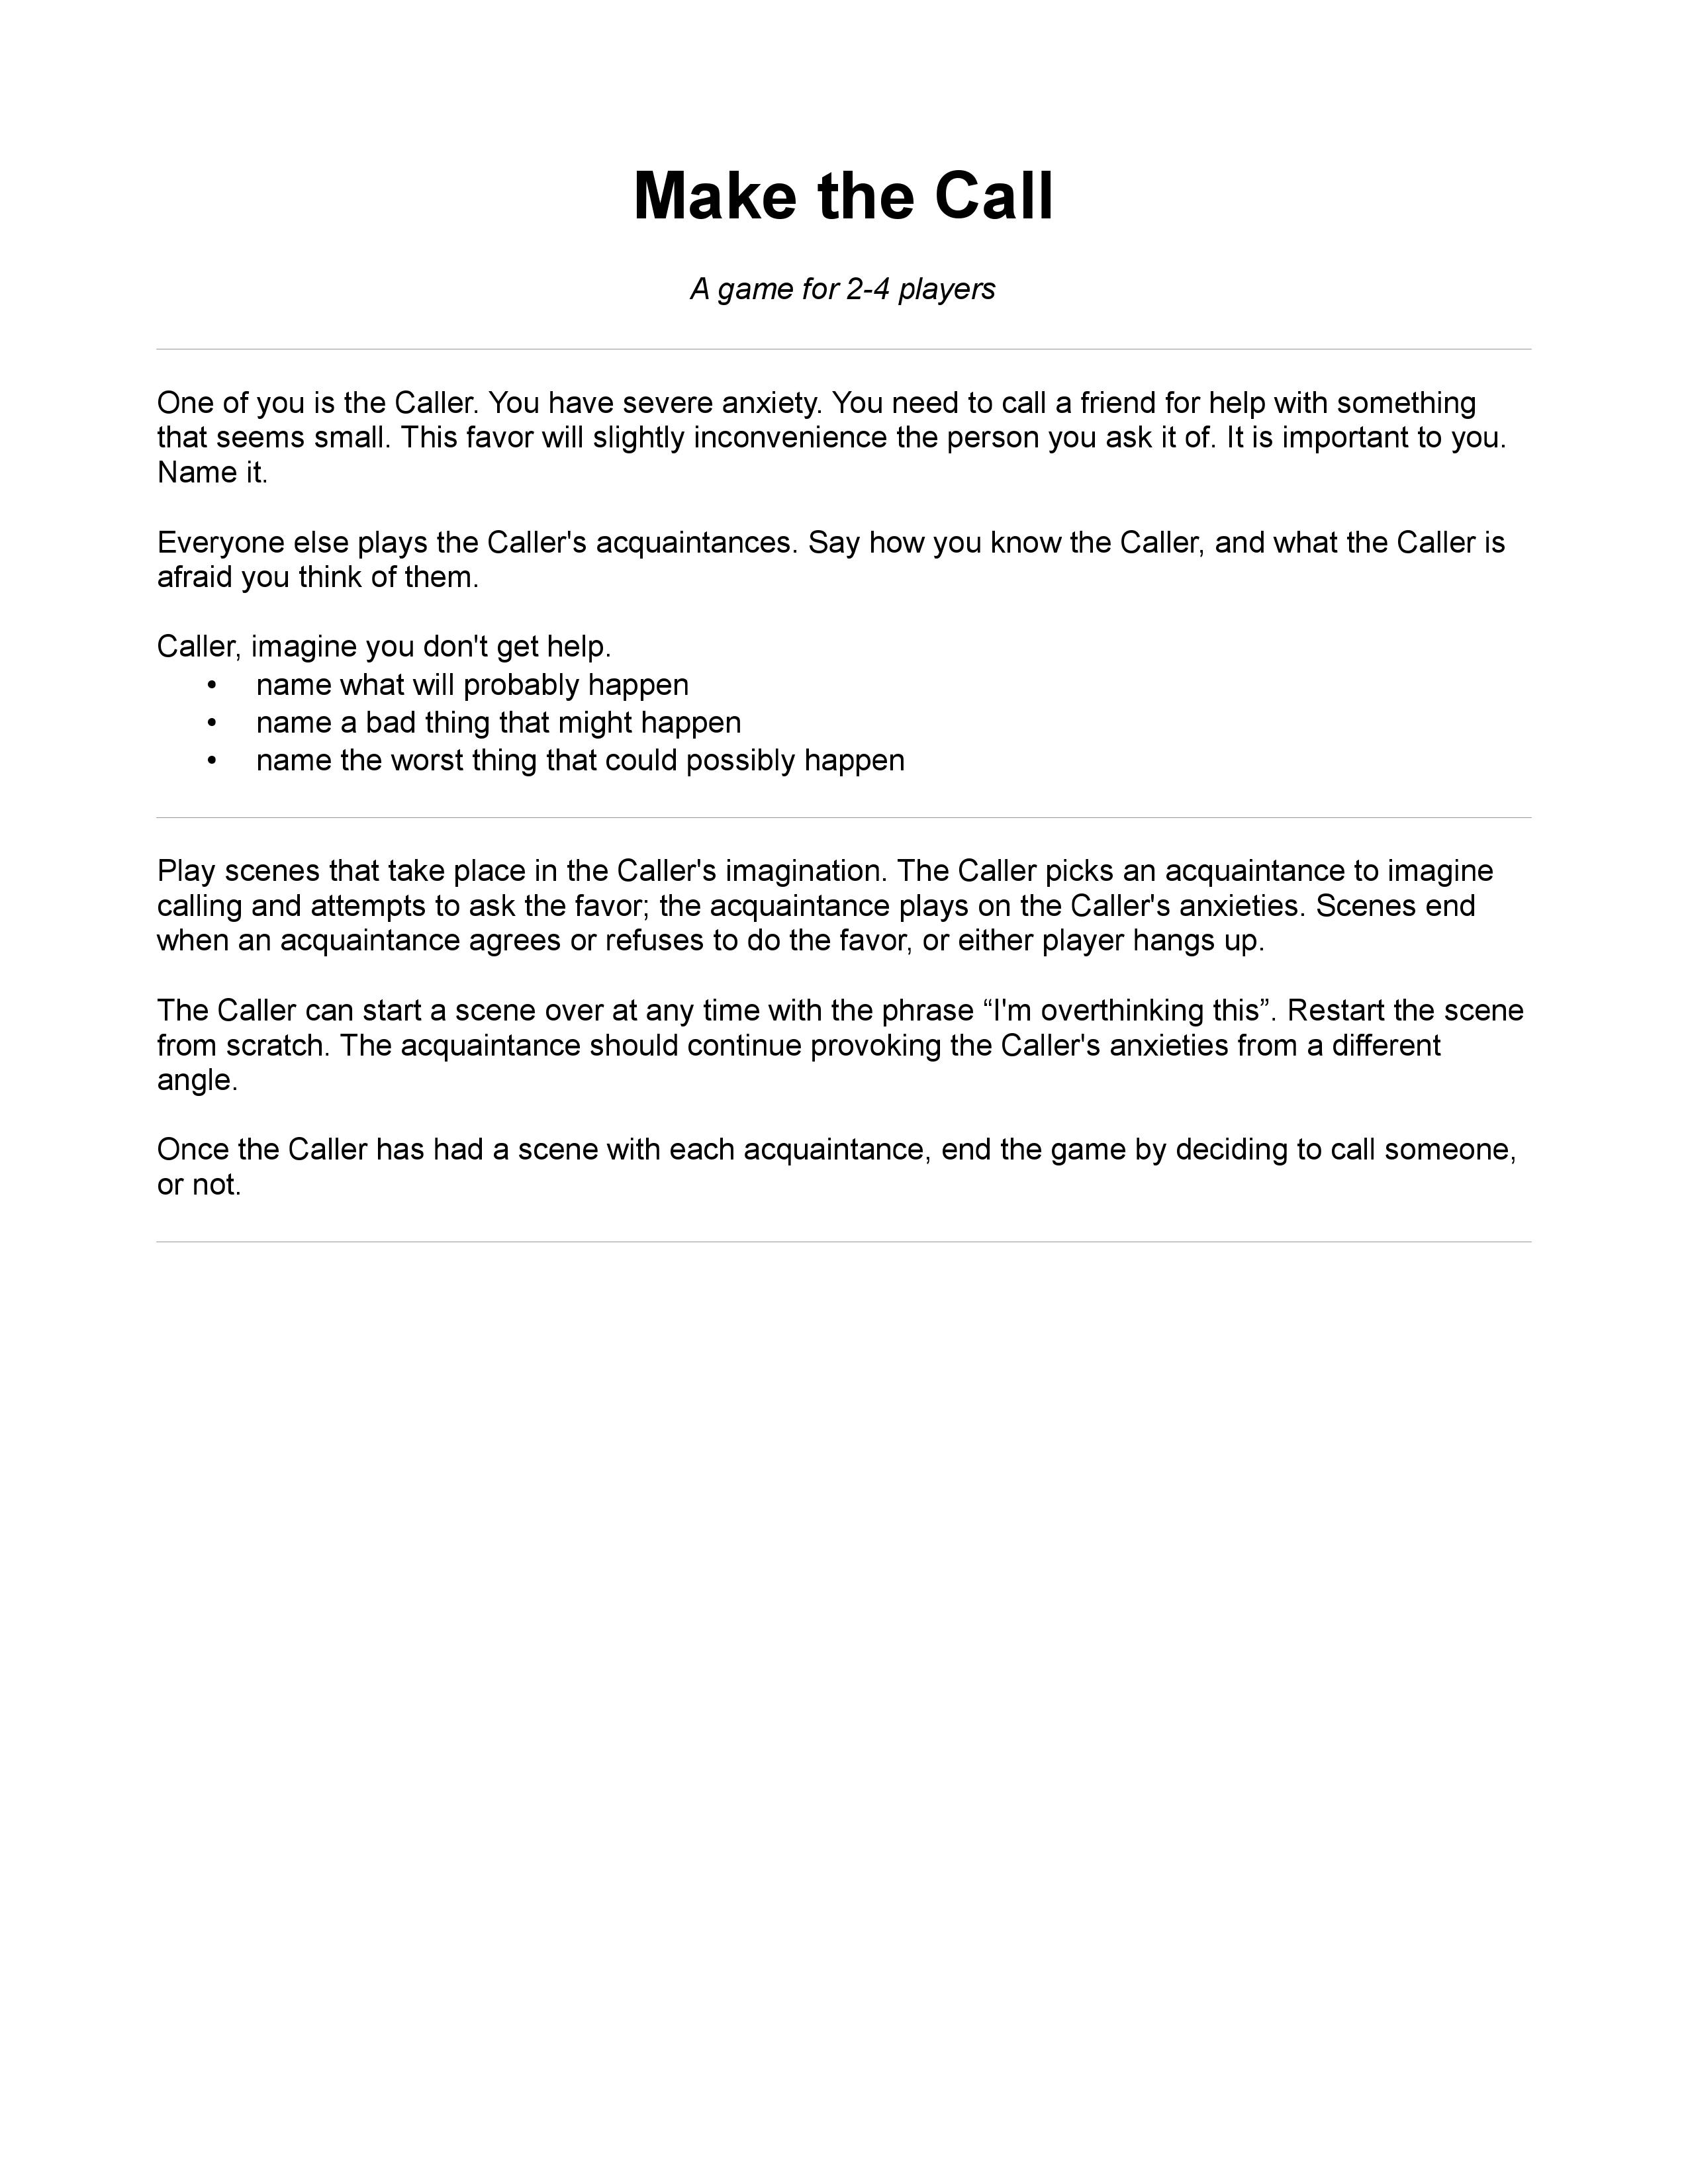 Make the Call
A game for 2-4 players
One of you is the Caller. You have severe anxiety. You need to call a friend for help with something
that seems small. This favor will slightly inconvenience the person you ask it of. It is important to you.
Name it.
Everyone else plays the Caller's acquaintances. Say how you know the Caller, and what the Caller is
afraid you think of them.
Caller, imagine you don't get help.
• name what will probably happen
• name a bad thing that might happen
• name the worst thing that could possibly happen
Play scenes that take place in the Caller's imagination. The Caller picks an acquaintance to imagine
calling and attempts to ask the favor; the acquaintance plays on the Caller's anxieties. Scenes end
when an acquaintance agrees or refuses to do the favor, or either player hangs up.
The Caller can start a scene over at any time with the phrase “I'm overthinking this”. Restart the scene
from scratch. The acquaintance should continue provoking the Caller's anxieties from a different
angle.
Once the Caller has had a scene with each acquaintance, end the game by deciding to call someone,
or not.